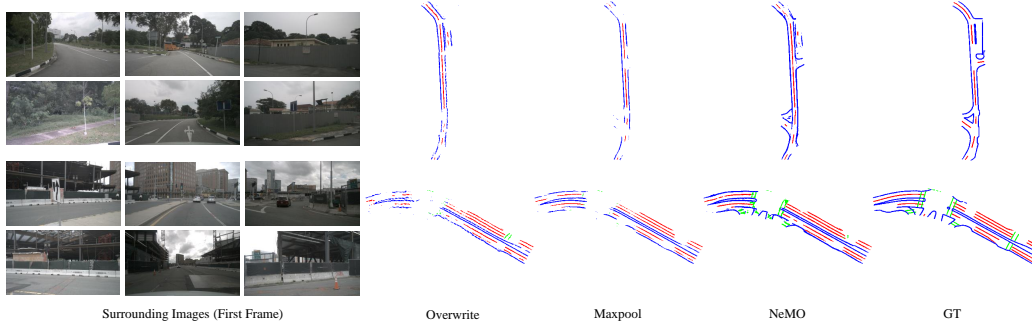 Surrounding Images (First Frame)
Overwrite
Maxpool
NeMO
GT